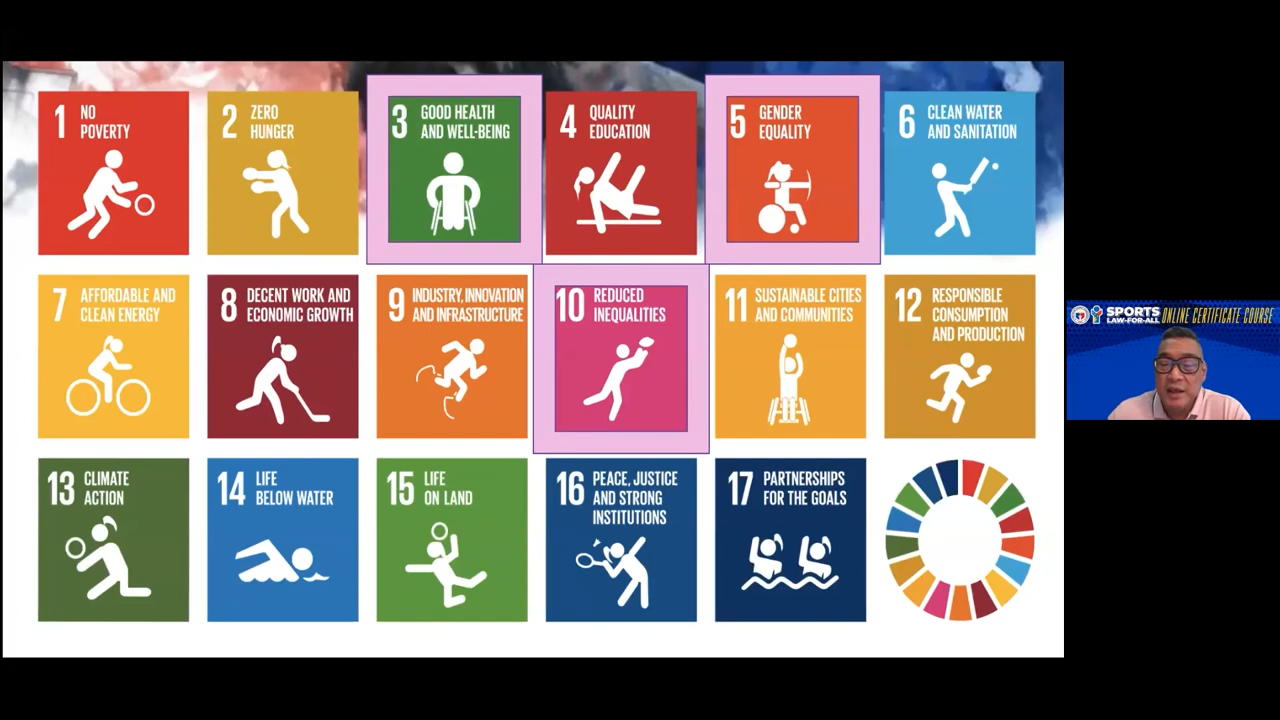 1 NO
POVERTY
2 ZERO
HUNGER
3 GOOD HEALTH
AND WELL-BEING
4 QUALITY
EDUCATION
5 GENDER
EQUALITY
6 CLEAN WATER
AND SANITATION
7 AFFORDABLE AND
CLEAN ENERGY
8 DECENT WORK AND
ECONOMIC GROWTH
9 INDUSTRY, INNOVATION
AND INFRASTRUCTURE
10 REDUCED
INEQUALITIES
11 SUSTAINABLE CITIES
AND COMMUNITIES
12 RESPONSIBLE
CONSUMPTION
AND PRODUCTION
13 CLIMATE
ACTION
14 LIFE
BELOW WATER
15 LIFE
ON LAND
16 PEACE, JUSTICE
AND STRONG
INSTITUTIONS
17 PARTNERSHIPS
FOR THE GOALS
SPORTS
LAW-FOR-ALL
ONLINE CERTIFICATE COURSE